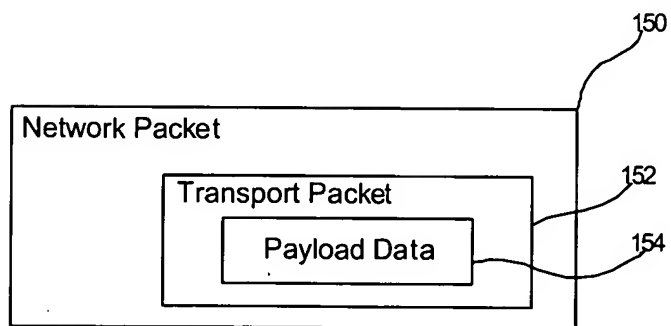 150
Network Packet
Transport Packet
152
Payload Data
154